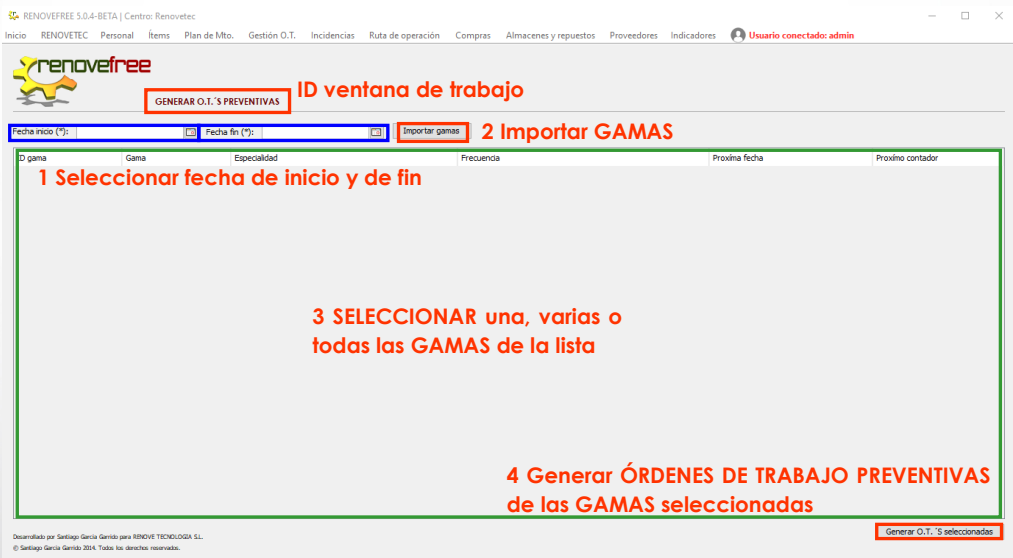 RENOVEFREE 5.0.4-BETA | Centro: Renovetec
Inicio RENOVETEC Personal Ítems Plan de Mto. Gestión O.T. Incidencias Ruta de operación Compras Almacenes y repuestos Proveedores Indicadores Usuario conectado: admin
renovefree
ID ventana de trabajo
GENERAR O.T.´S PREVENTIVAS
Fecha inicio (*): Fecha fin (*): Importar gamas 2 Importar GAMAS
ID gama Gama Especialidad Frecuencia Proxíma fecha Proxímo contador
1 Seleccionar fecha de inicio y de fin
3 SELECCIONAR una, varias o
todas las GAMAS de la lista
4 Generar ÓRDENES DE TRABAJO PREVENTIVAS
de las GAMAS seleccionadas
Generar O.T. ´S seleccionadas
Desarrollado por Santiago García Garrido para RENOVE TECNOLOGÍA S.L.
© Santiago García Garrido 2014. Todos los derechos reservados.